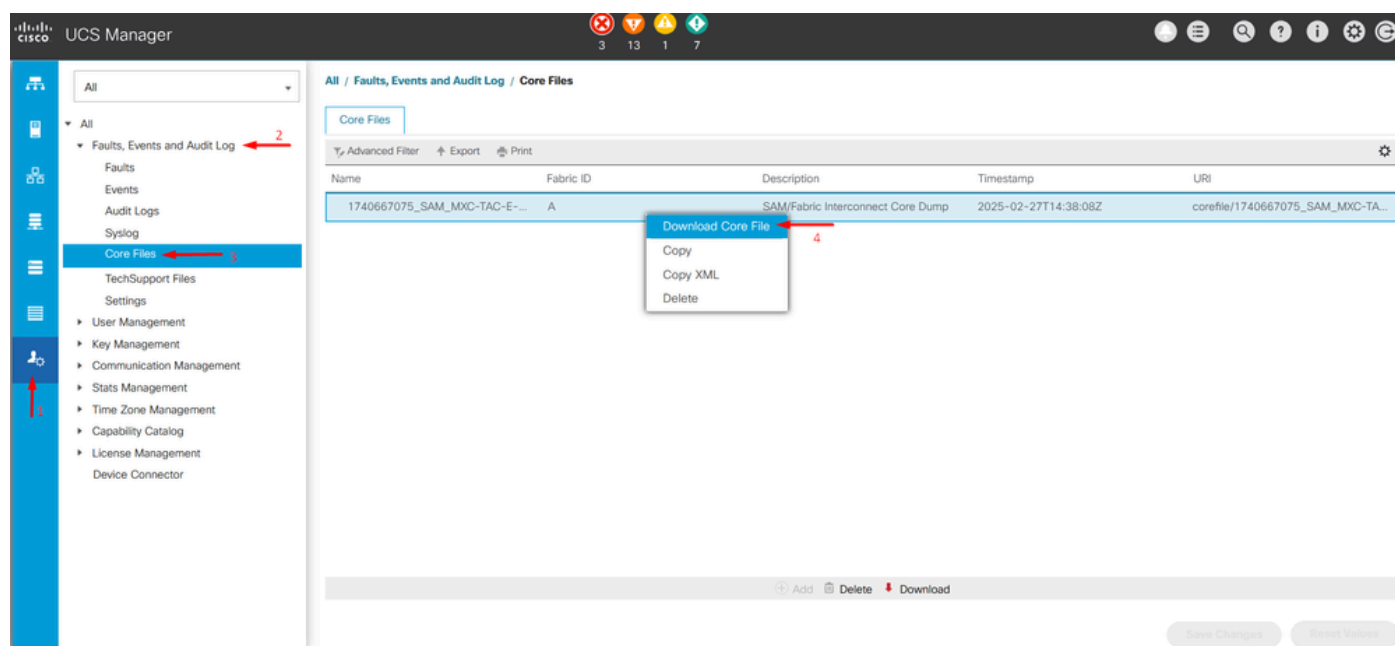 cisco UCS Manager
3 13 1 7
All
All
Faults, Events and Audit Log
2
Faults
Events
Audit Logs
Syslog
Core Files
3
TechSupport Files
Settings
User Management
Key Management
Communication Management
1
Stats Management
Time Zone Management
Capability Catalog
License Management
Device Connector
All / Faults, Events and Audit Log / Core Files
Core Files
Advanced Filter Export Print
Name Fabric ID Description Timestamp URI
1740667075_SAM_MXC-TAC-E-... A SAM/Fabric Interconnect Core Dump 2025-02-27T14:38:08Z corefile/1740667075_SAM_MXC-TA...
Download Core File
4
Copy
Copy XML
Delete
Add Delete Download
Save Changes Reset Values